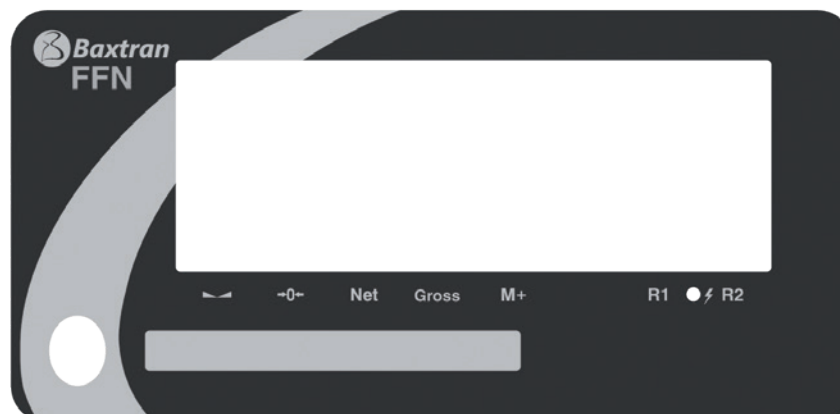 Baxtran
FFN
→0← Net Gross M+ R1 R2